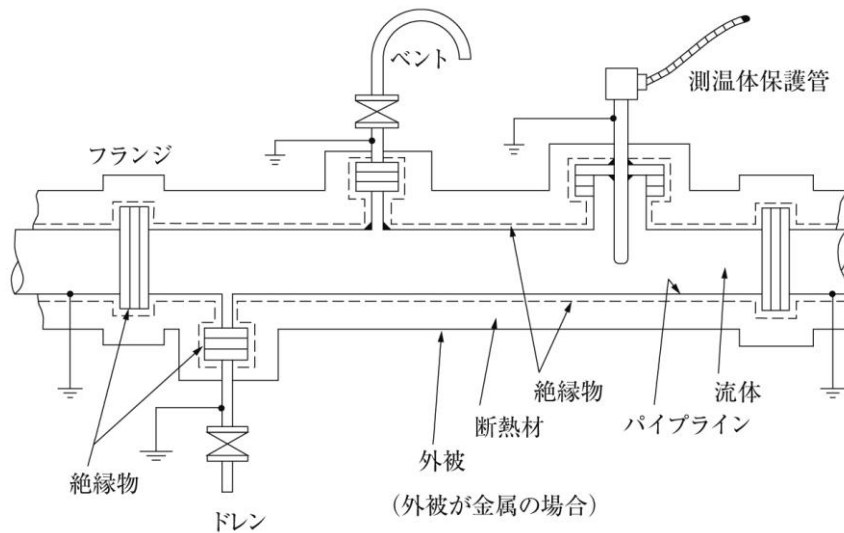 ベント
測温体保護管
フランジ
絶縁物
流体
断熱材
パイプライン
外被
絶縁物
(外被が金属の場合)
ドレン